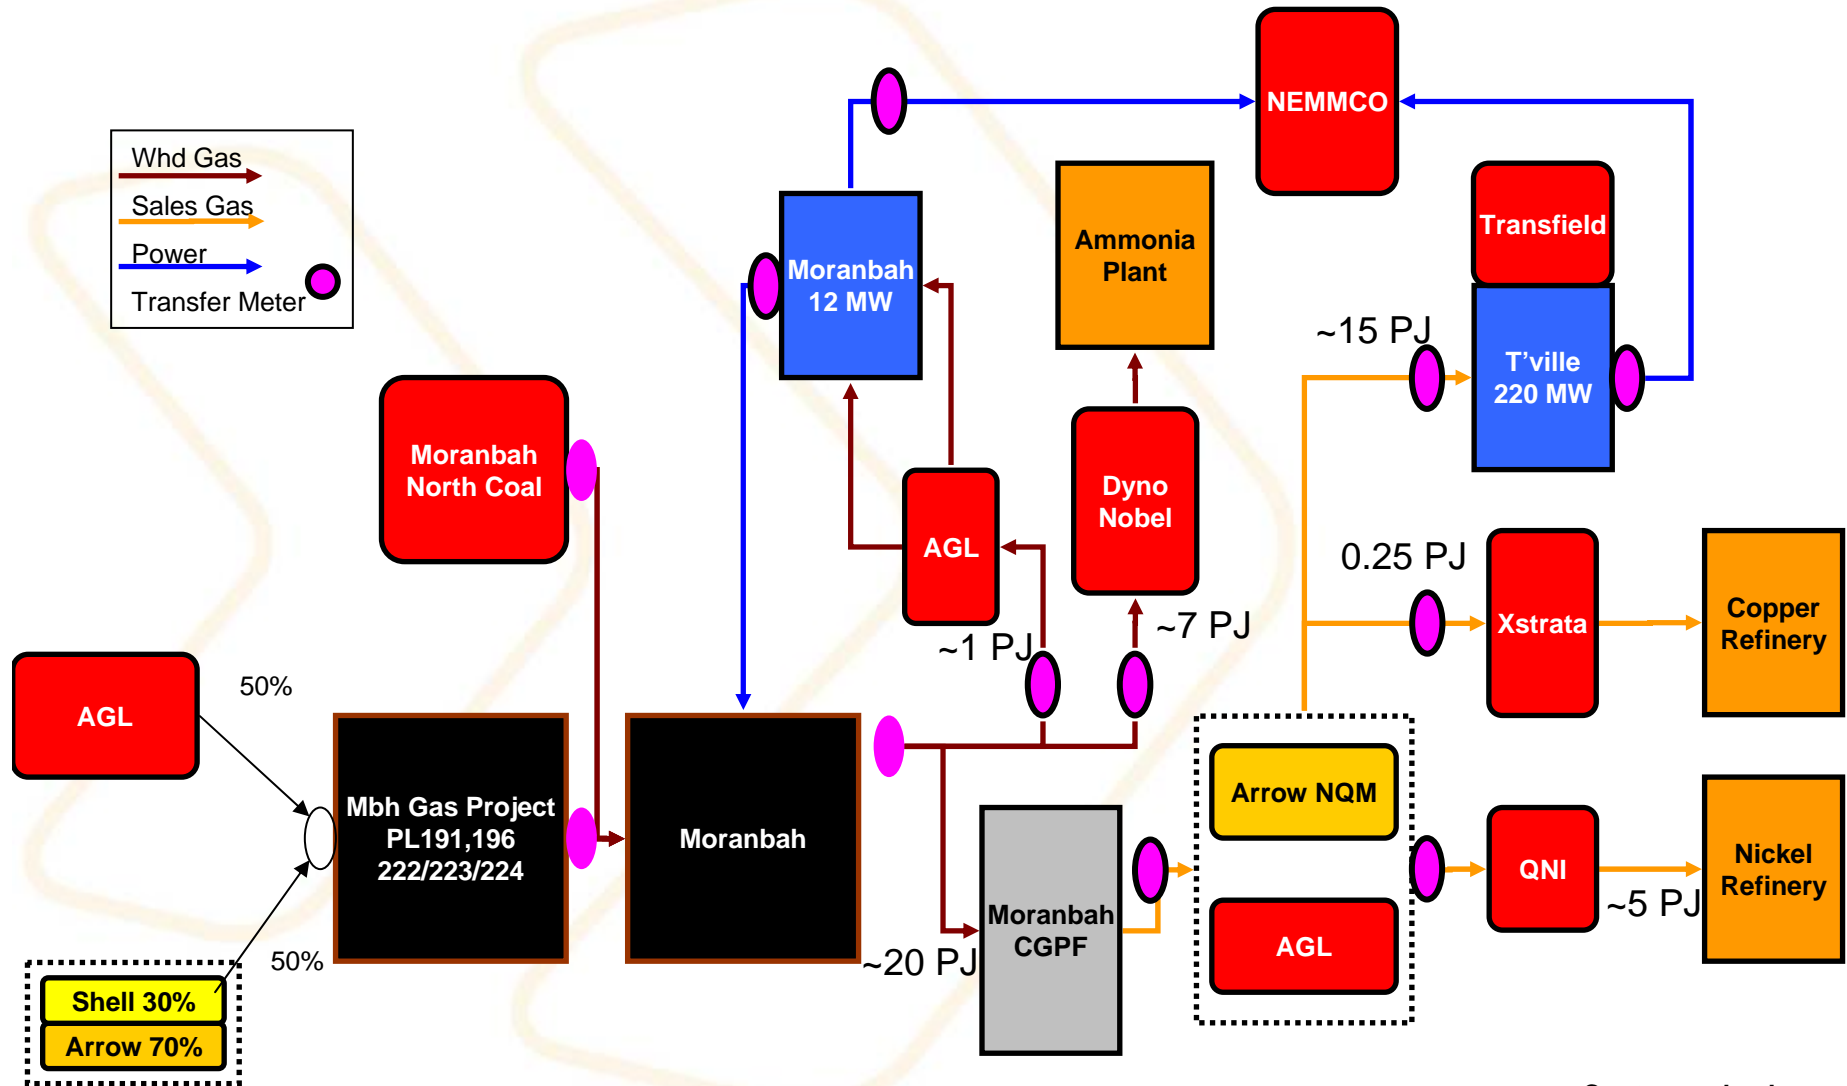 NEMMCO
Whd Gas
Sales Gas
Power
Transfer Meter
Transfield
Ammonia
Plant
Moranbah
12 MW
~15 PJ
T'ville
220 MW
Moranbah
North Coal
Dyno
Nobel
AGL
0.25 PJ
Xstrata
Copper
Refinery
~1 PJ
~7 PJ
AGL
50%
Mbh Gas Project
PL191,196
222/223/224
Moranbah
Arrow NQM
QNI
~5 PJ
Nickel
Refinery
Moranbah
CGPF
AGL
~20 PJ
50%
Shell 30%
Arrow 70%